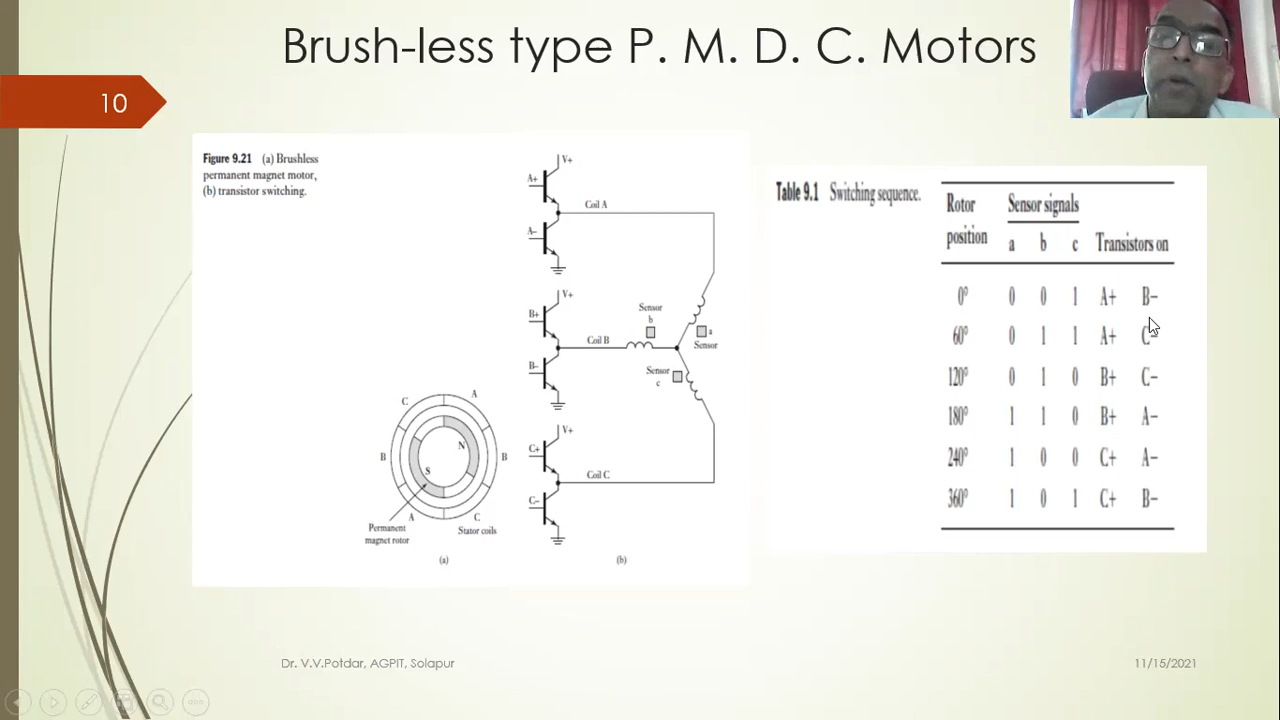 Brush-less type P. M. D. C. Motors
10
Figure 9.21 (a) Brushless
permanent magnet motor,
(b) transistor switching.
V+
A+
Coil A
A–
V+
B+
Coil B
B–
V+
C+
Coil C
C–
Sensor
b
a
Sensor
Sensor
c
(b)
C
A
B
N
S
B
A
C
Permanent
magnet rotor
Stator coils
(a)
Table 9.1 Switching sequence.
Rotor position Sensor signals
a b c Transistors on
0° 0 0 1 A+ B–
60° 0 1 1 A+ C–
120° 0 1 0 B+ C–
180° 1 1 0 B+ A–
240° 1 0 0 C+ A–
360° 1 0 1 C+ B–
Dr. V.V.Potdar, AGPIT, Solapur
11/15/2021